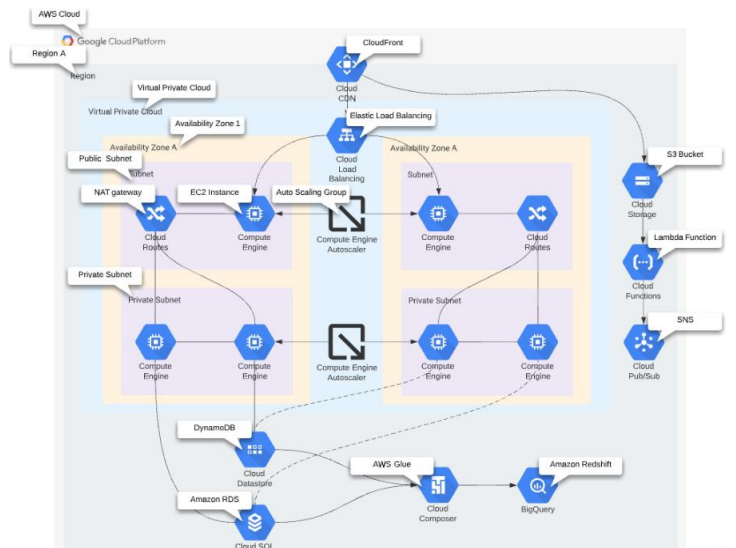 AWS Cloud
Google Cloud Platform
Region A
Region
CloudFront
Cloud
CDN
Virtual Private Cloud
Virtual Private Cloud
Availability Zone 1
Availability Zone A
Elastic Load Balancing
Cloud
Load
Balancing
Availability Zone A
Public Subnet
Subnet
Subnet
S3 Bucket
Cloud
Storage
NAT gateway
EC2 Instance
Auto Scaling Group
Cloud
Routes
Compute
Engine
Compute Engine
Autoscaler
Compute
Engine
Cloud
Routes
Lambda Function
Cloud
Functions
Private Subnet
Private Subnet
Private Subnet
SNS
Cloud
Pub/Sub
Compute
Engine
Compute
Engine
Compute Engine
Autoscaler
Compute
Engine
Compute
Engine
DynamoDB
Cloud
Datastore
AWS Glue
Cloud
Composer
Amazon Redshift
BigQuery
Amazon RDS
Cloud SQL